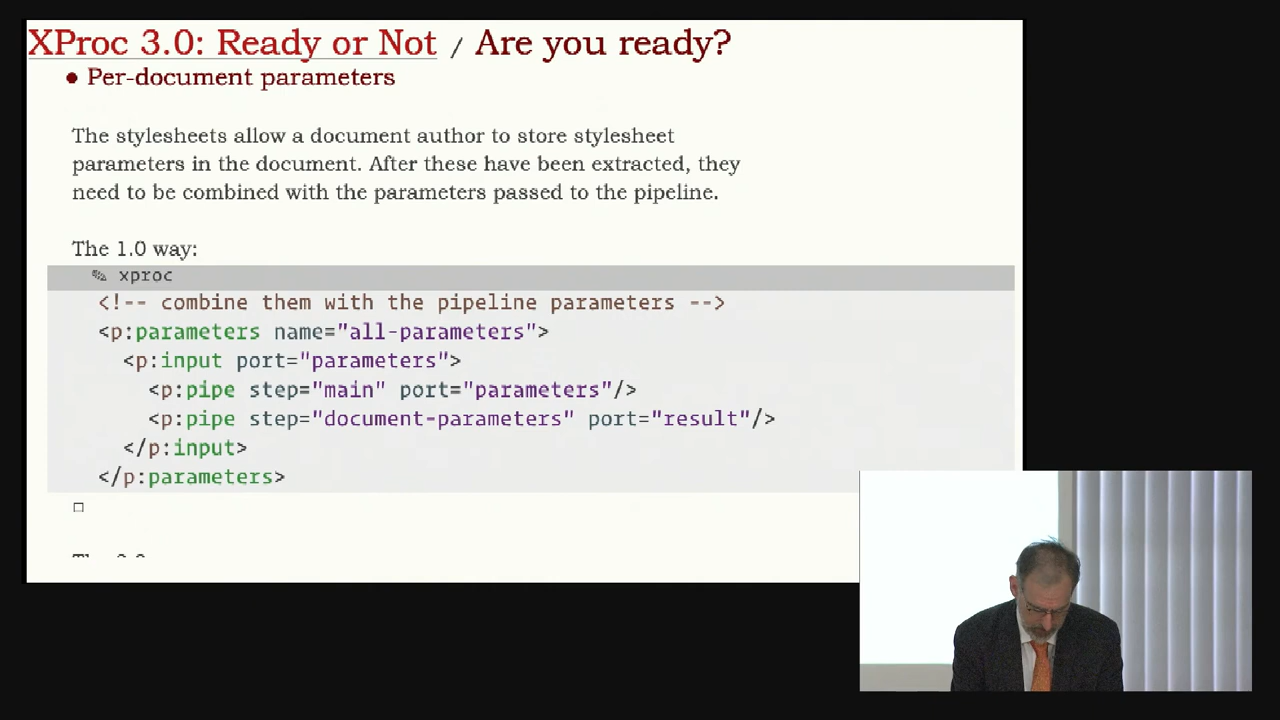 XProc 3.0: Ready or Not / Are you ready?
● Per-document parameters
The stylesheets allow a document author to store stylesheet
parameters in the document. After these have been extracted, they
need to be combined with the parameters passed to the pipeline.
The 1.0 way:
✎ xproc
<!-- combine them with the pipeline parameters -->
<p:parameters name="all-parameters">
<p:input port="parameters">
<p:pipe step="main" port="parameters"/>
<p:pipe step="document-parameters" port="result"/>
</p:input>
</p:parameters>